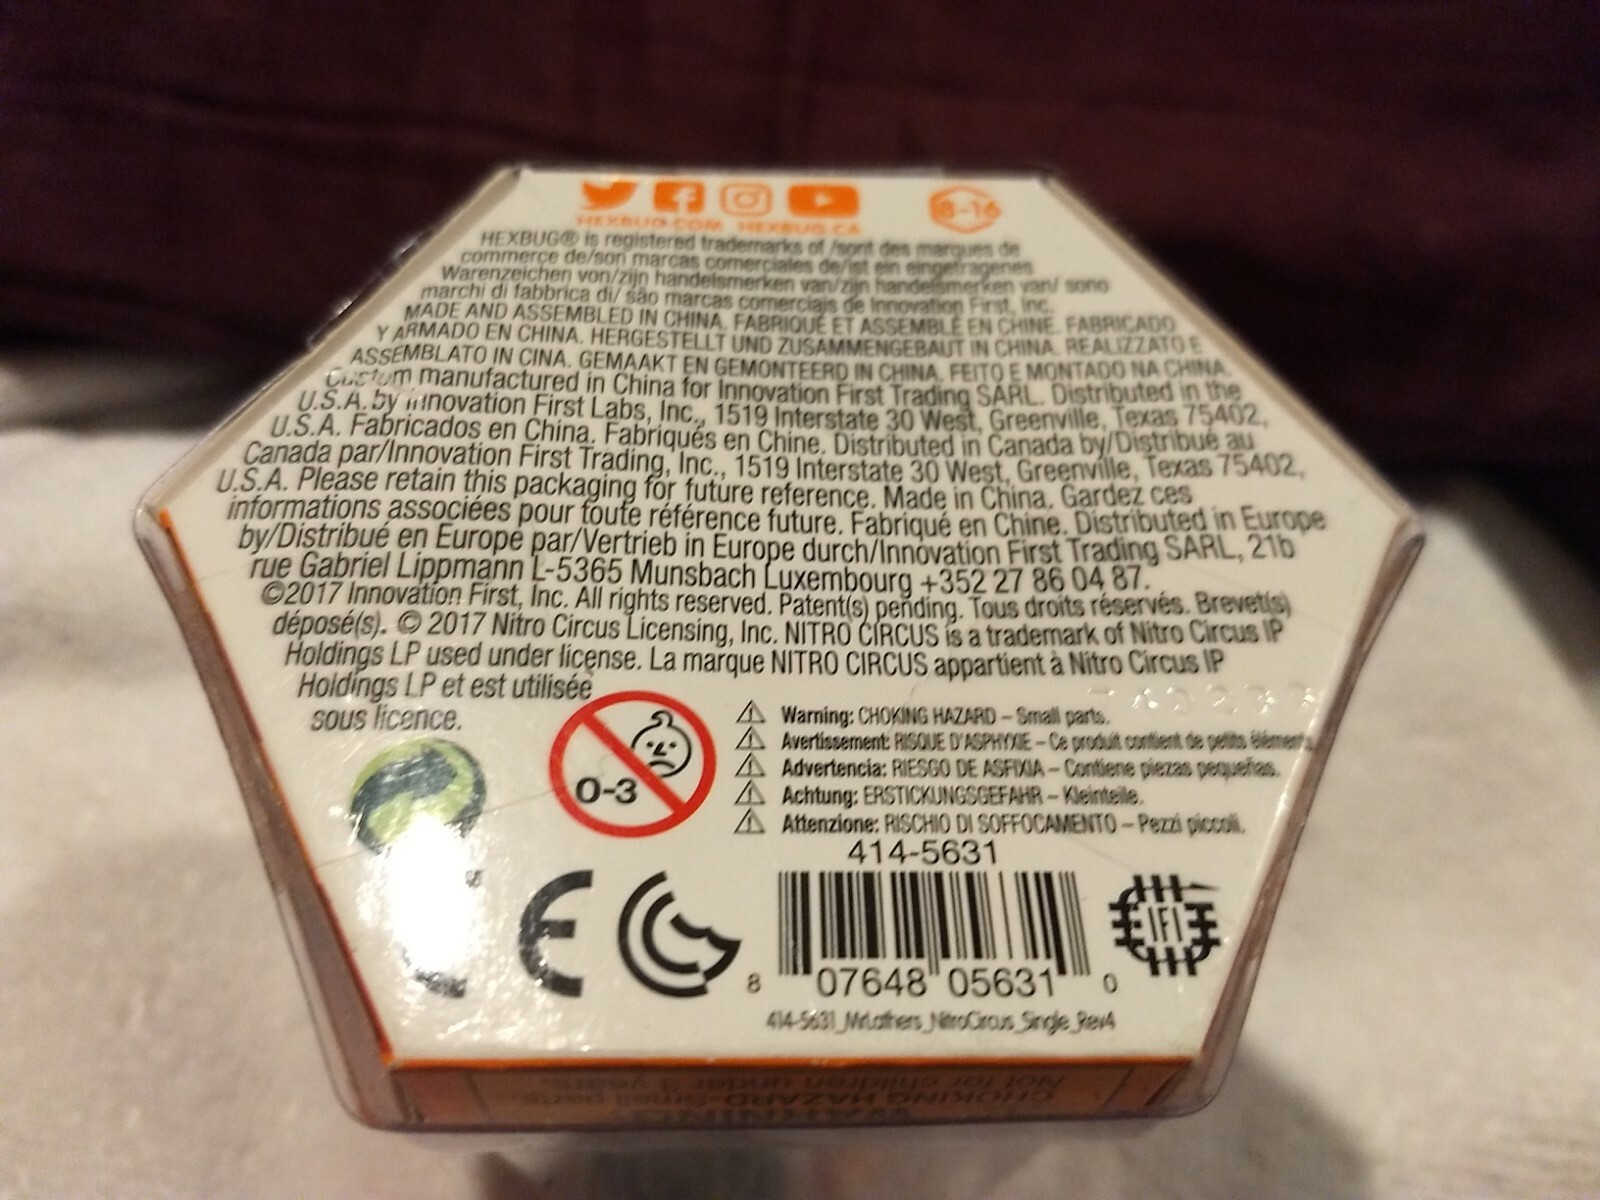 HEXBUG.COM HEXBUG.CA
8-16
HEXBUG® is registered trademarks of /sont des marques de
commerce de/son marcas comerciales de/ist ein eingetragenes
Warenzeichen von/zijn handelsmerken van/zijn handelsmerken van/ sono
marchi di fabbrica di/ são marcas comerciais de Innovation First, Inc.
MADE AND ASSEMBLED IN CHINA. FABRIQUÉ ET ASSEMBLÉ EN CHINE. FABRICADO
Y ARMADO EN CHINA. HERGESTELLT UND ZUSAMMENGEBAUT IN CHINA. REALIZZATO E
ASSEMBLATO IN CINA. GEMAAKT EN GEMONTEERD IN CHINA. FEITO E MONTADO NA CHINA.
Custom manufactured in China for Innovation First Trading SARL. Distributed in the
U.S.A. by Innovation First Labs, Inc., 1519 Interstate 30 West, Greenville, Texas 75402,
U.S.A. Fabricados en China. Fabriqués en Chine. Distributed in Canada by/Distribué au
Canada par/Innovation First Trading, Inc., 1519 Interstate 30 West, Greenville, Texas 75402,
U.S.A. Please retain this packaging for future reference. Made in China. Gardez ces
informations associées pour toute référence future. Fabriqué en Chine. Distributed in Europe
by/Distribué en Europe par/Vertrieb in Europe durch/Innovation First Trading SARL, 21b
rue Gabriel Lippmann L-5365 Munsbach Luxembourg +352 27 86 04 87.
©2017 Innovation First, Inc. All rights reserved. Patent(s) pending. Tous droits réservés. Brevet(s)
déposé(s). © 2017 Nitro Circus Licensing, Inc. NITRO CIRCUS is a trademark of Nitro Circus IP
Holdings LP used under license. La marque NITRO CIRCUS appartient à Nitro Circus IP
Holdings LP et est utilisée
sous licence.
0-3
Warning: CHOKING HAZARD – Small parts.
Avertissement: RISQUE D'ASPHYXIE – Ce produit contient de petits éléments.
Advertencia: RIESGO DE ASFIXIA – Contiene piezas pequeñas.
Achtung: ERSTICKUNGSGEFAHR – Kleinteile.
Attenzione: RISCHIO DI SOFFOCAMENTO – Pezzi piccoli.
414-5631
CE
IFI
8 07648 05631 0
414-5631_MrLathers_NitroCircus_Single_Rev4
WARNING:
CHOKING HAZARD-Small parts
Not for children under 3 years.